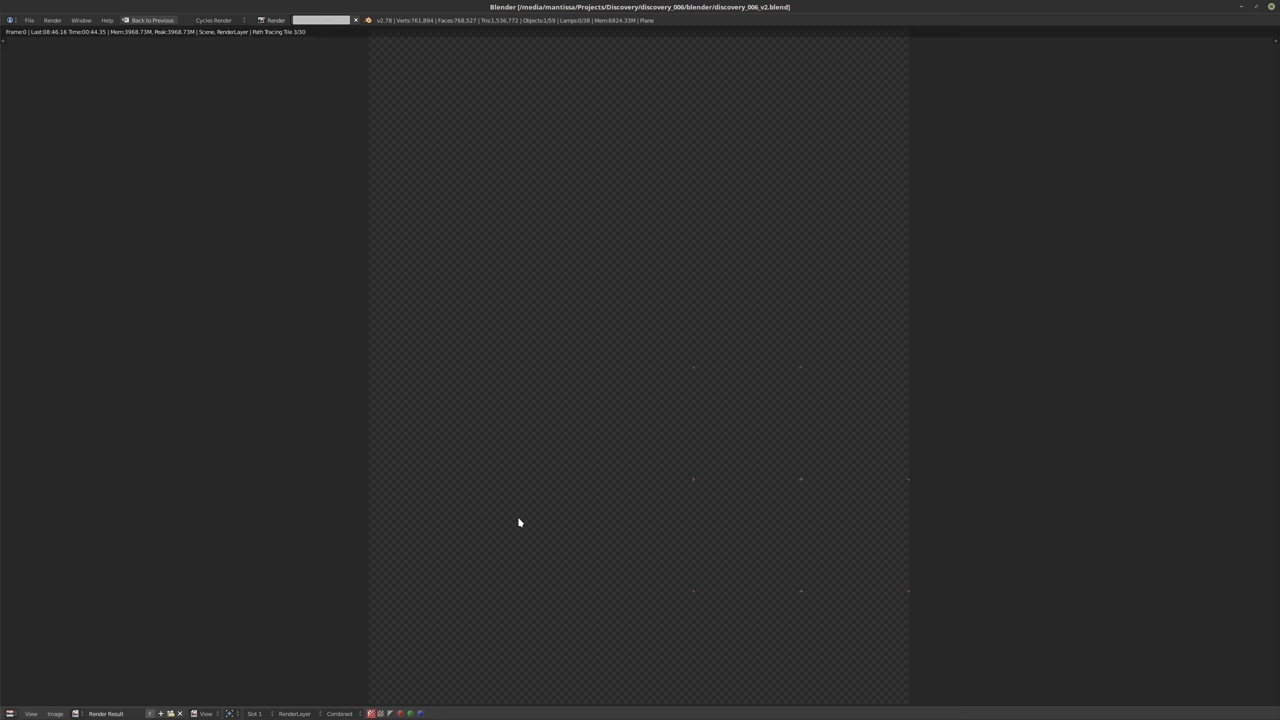 Blender [/media/mantissa/Projects/Discovery/discovery_006/blender/discovery_006_v2.blend]
File Render Window Help Back to Previous Cycles Render Render v2.78 | Verts:761,894 | Faces:768,527 | Tris:1,536,772 | Objects:1/59 | Lamps:0/38 | Mem:6824.33M | Plane
Frame:0 | Last:08:46.16 Time:00:44.35 | Mem:3968.73M, Peak:3968.73M | Scene, RenderLayer | Path Tracing Tile 3/30
View Image Render Result F View Slot 1 RenderLayer Combined